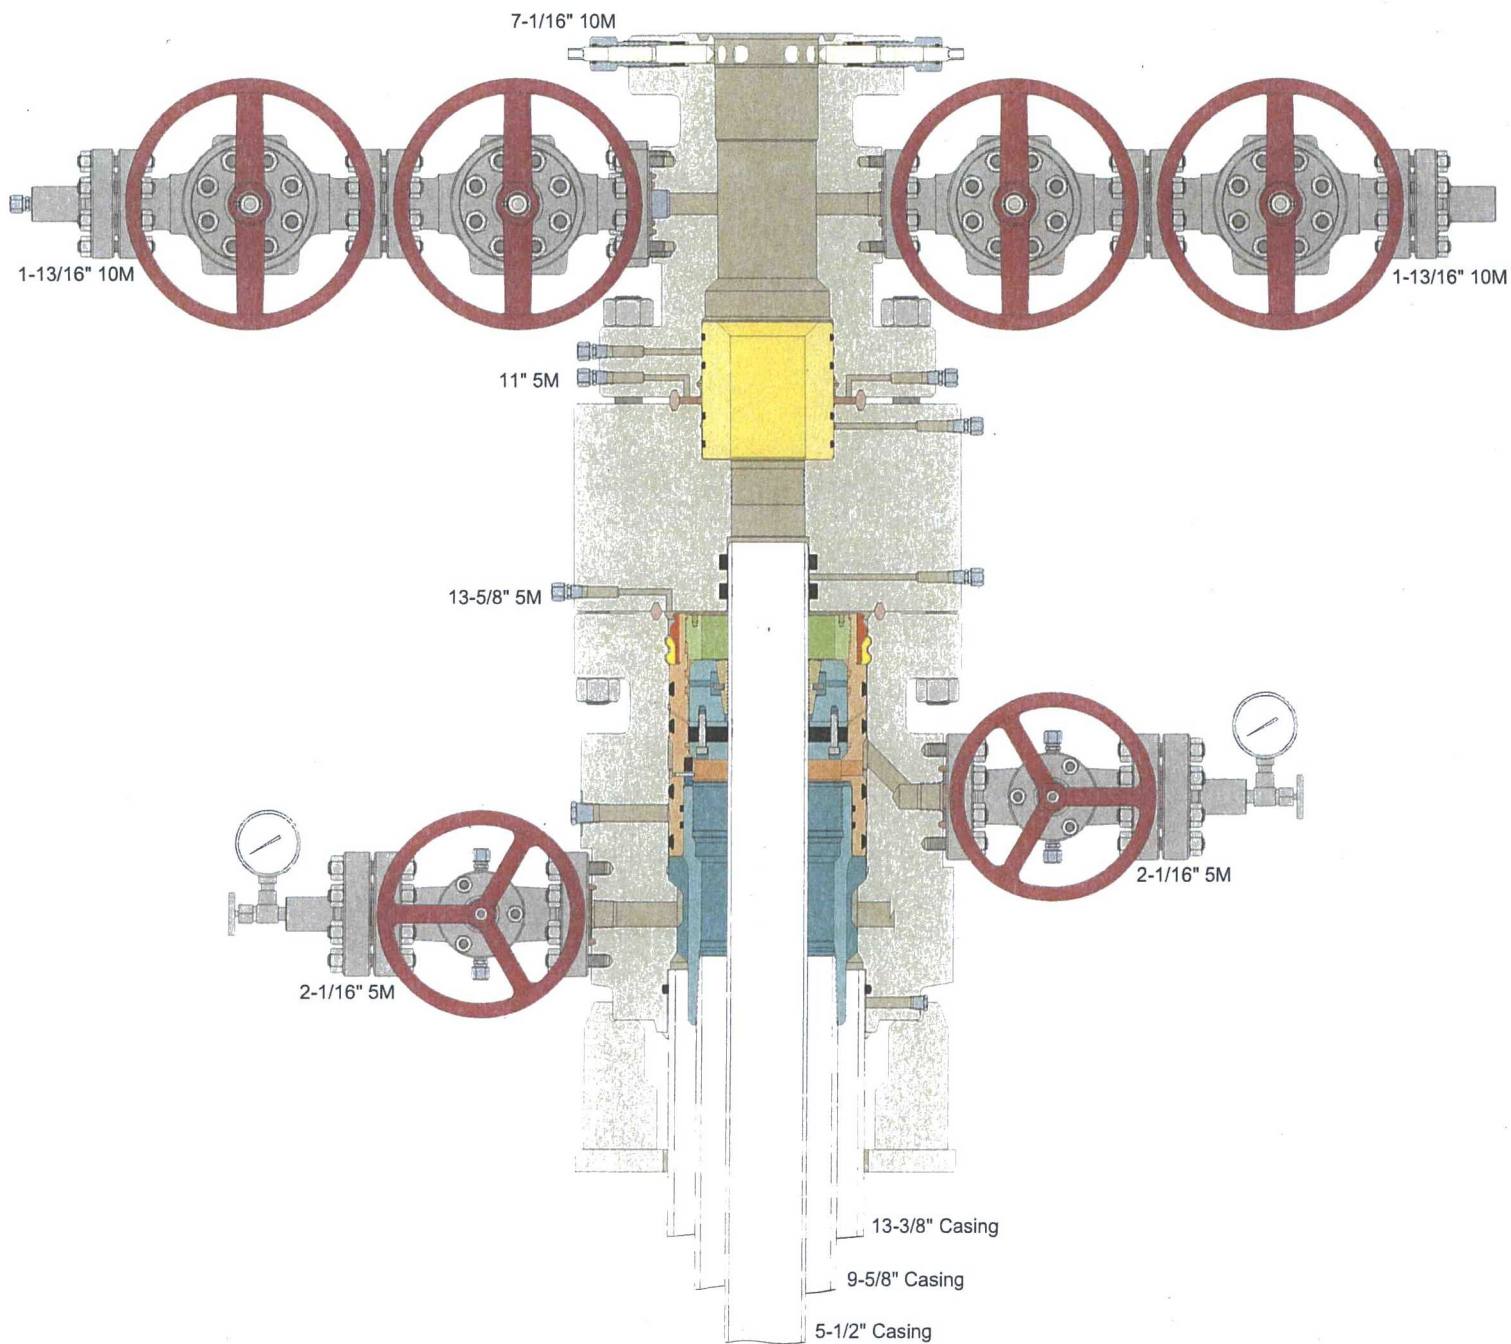 7-1/16" 10M
1-13/16" 10M
1-13/16" 10M
11" 5M
13-5/8" 5M
2-1/16" 5M
2-1/16" 5M
13-3/8" Casing
9-5/8" Casing
5-1/2" Casing